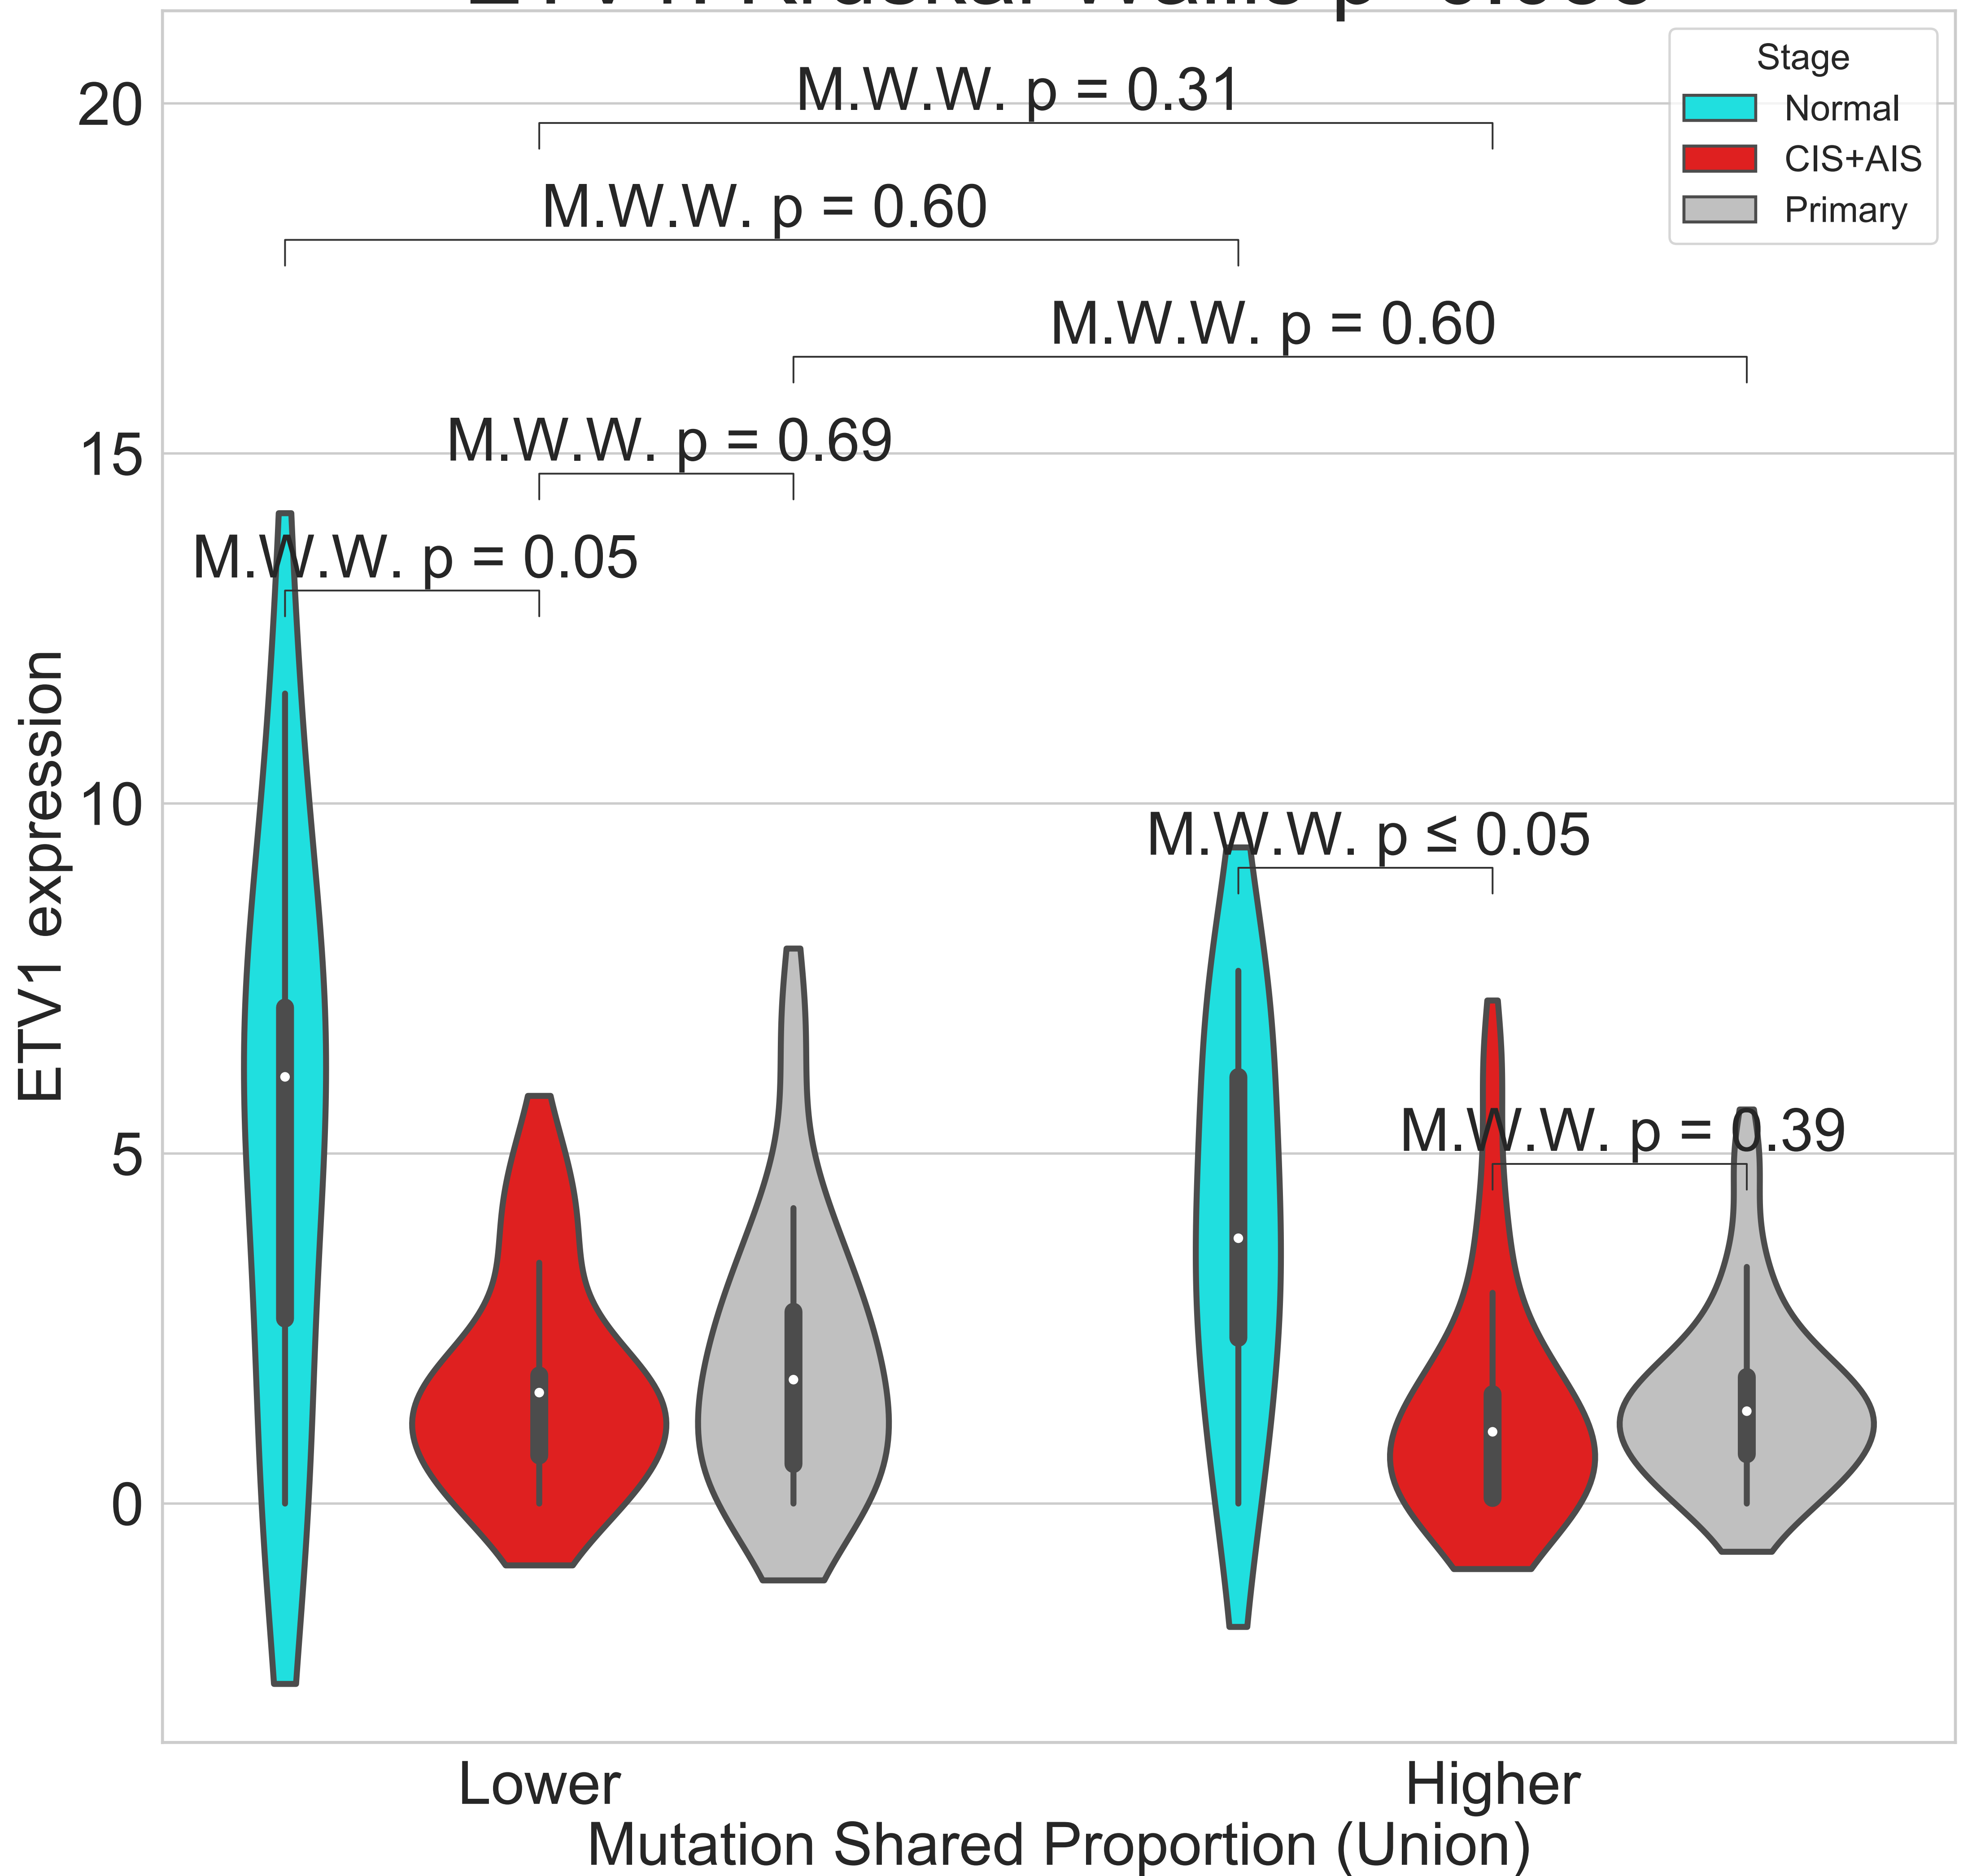 Stage
Normal
CIS+AIS
Primary
M.W.W. p = 0.31
M.W.W. p = 0.60
M.W.W. p = 0.60
M.W.W. p = 0.69
M.W.W. p = 0.05
M.W.W. p ≤ 0.05
M.W.W. p = 0.39
20
15
10
5
0
ETV1 expression
Lower
Higher
Mutation Shared Proportion (Union)